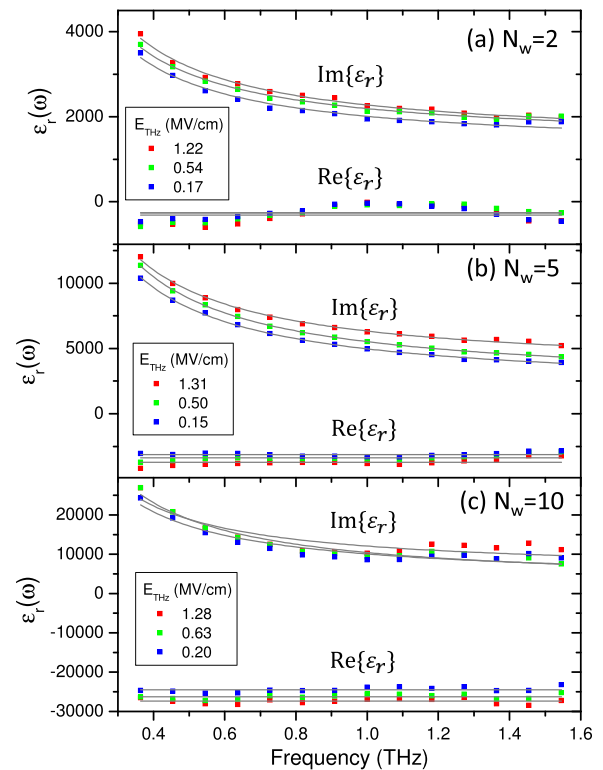 (a) N_w=2
4000
Im{ε_r}
ε_r(ω)
2000
E_THz (MV/cm)
1.22
0.54
0.17
Re{ε_r}
0
(b) N_w=5
10000
Im{ε_r}
ε_r(ω)
5000
E_THz (MV/cm)
1.31
0.50
0.15
0
Re{ε_r}
(c) N_w=10
20000
Im{ε_r}
10000
ε_r(ω)
0
E_THz (MV/cm)
1.28
0.63
0.20
-10000
Re{ε_r}
-20000
-30000
0.4 0.6 0.8 1.0 1.2 1.4 1.6
Frequency (THz)